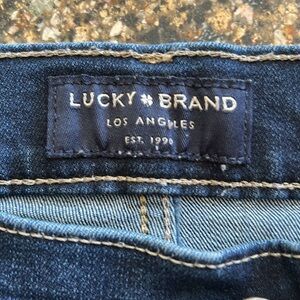 LUCKY BRAND
LOS ANGELES
EST. 1990